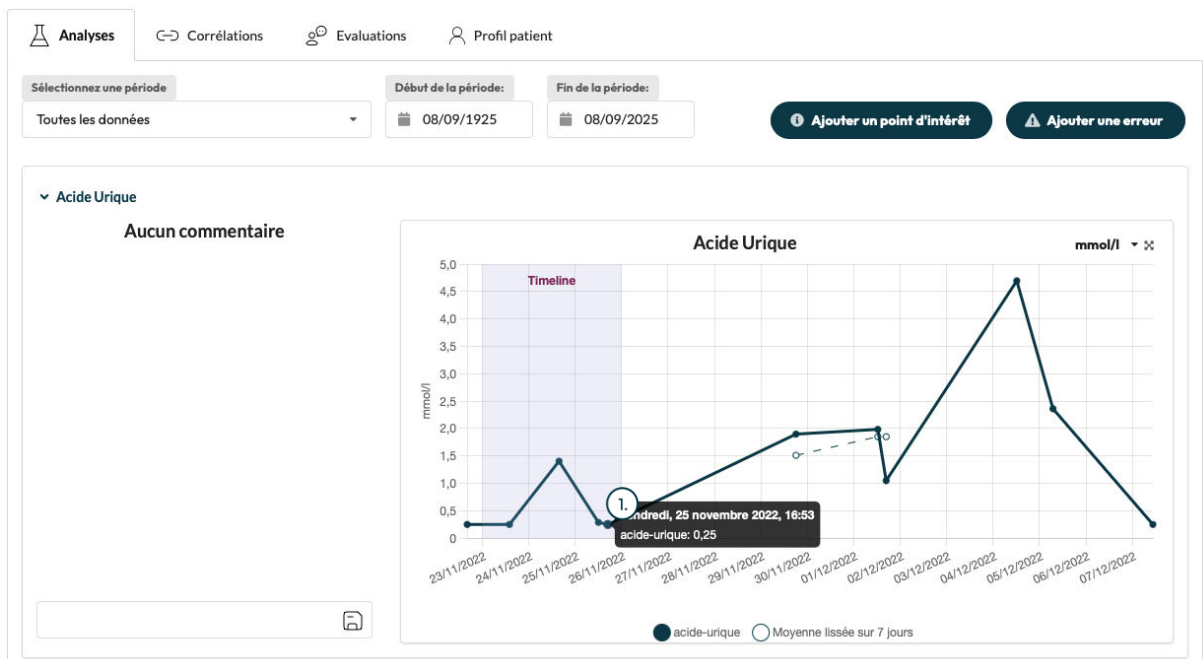 Analyses
Corrélations
Evaluations
Profil patient
Sélectionnez une période
Début de la période:
Fin de la période:
Toutes les données
08/09/1925
08/09/2025
Ajouter un point d'intérêt
Ajouter une erreur
Acide Urique
Aucun commentaire
Acide Urique
mmol/l
5,0
Timeline
4,5
4,0
3,5
3,0
2,5
2,0
1,5
1,0
0,5
0
mmol/l
1.
ndredi, 25 novembre 2022, 16:53
acide-urique: 0,25
23/11/2022
24/11/2022
25/11/2022
26/11/2022
27/11/2022
28/11/2022
29/11/2022
30/11/2022
01/12/2022
02/12/2022
03/12/2022
04/12/2022
05/12/2022
06/12/2022
07/12/2022
acide-urique
Moyenne lissée sur 7 jours